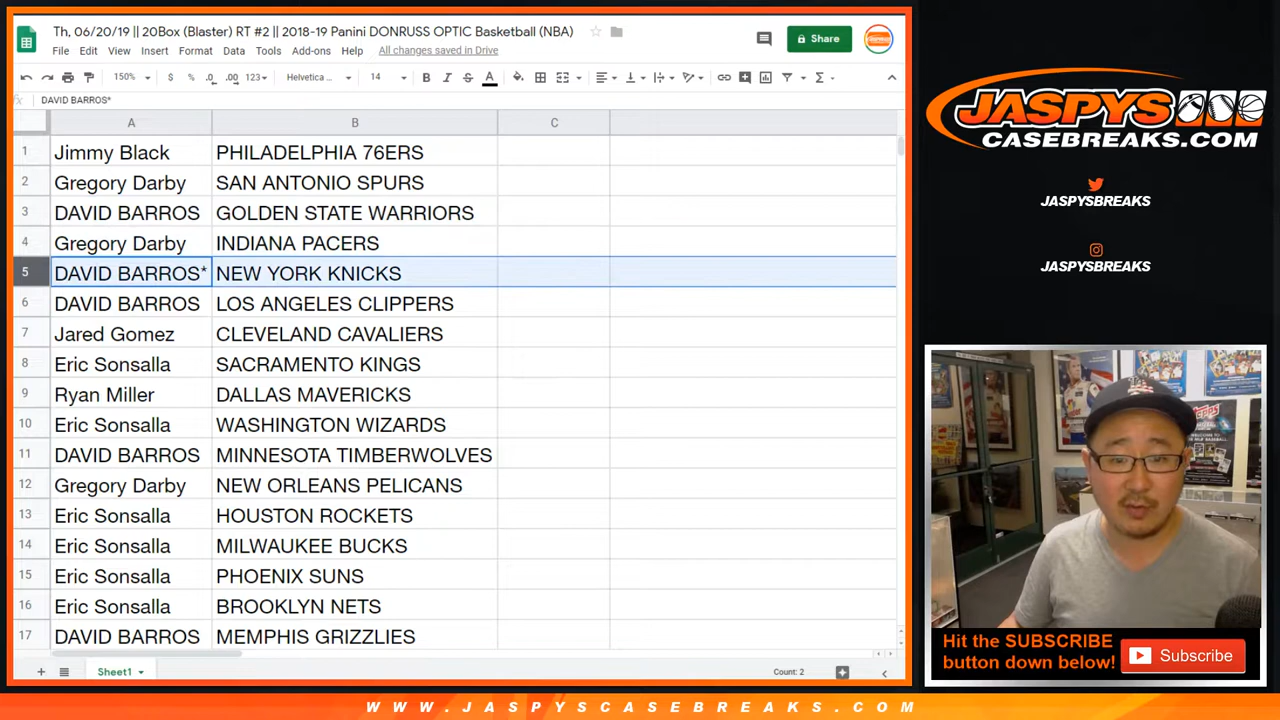 Th, 06/20/19 || 20Box (Blaster) RT #2 || 2018-19 Panini DONRUSS OPTIC Basketball (NBA)
File Edit View Insert Format Data Tools Add-ons Help All changes saved in Drive
Share
150% $ % .0 .00 123 Helvetica ... 14 B I S A
fx DAVID BARROS*
A B C
1 Jimmy Black PHILADELPHIA 76ERS
2 Gregory Darby SAN ANTONIO SPURS
3 DAVID BARROS GOLDEN STATE WARRIORS
4 Gregory Darby INDIANA PACERS
5 DAVID BARROS* NEW YORK KNICKS
6 DAVID BARROS LOS ANGELES CLIPPERS
7 Jared Gomez CLEVELAND CAVALIERS
8 Eric Sonsalla SACRAMENTO KINGS
9 Ryan Miller DALLAS MAVERICKS
10 Eric Sonsalla WASHINGTON WIZARDS
11 DAVID BARROS MINNESOTA TIMBERWOLVES
12 Gregory Darby NEW ORLEANS PELICANS
13 Eric Sonsalla HOUSTON ROCKETS
14 Eric Sonsalla MILWAUKEE BUCKS
15 Eric Sonsalla PHOENIX SUNS
16 Eric Sonsalla BROOKLYN NETS
17 DAVID BARROS MEMPHIS GRIZZLIES
Sheet1
Count: 2
JASPYS
CASEBREAKS.COM
JASPYSBREAKS
JASPYSBREAKS
Hit the SUBSCRIBE
button down below!
Subscribe
WWW.JASPYSCASEBREAKS.COM